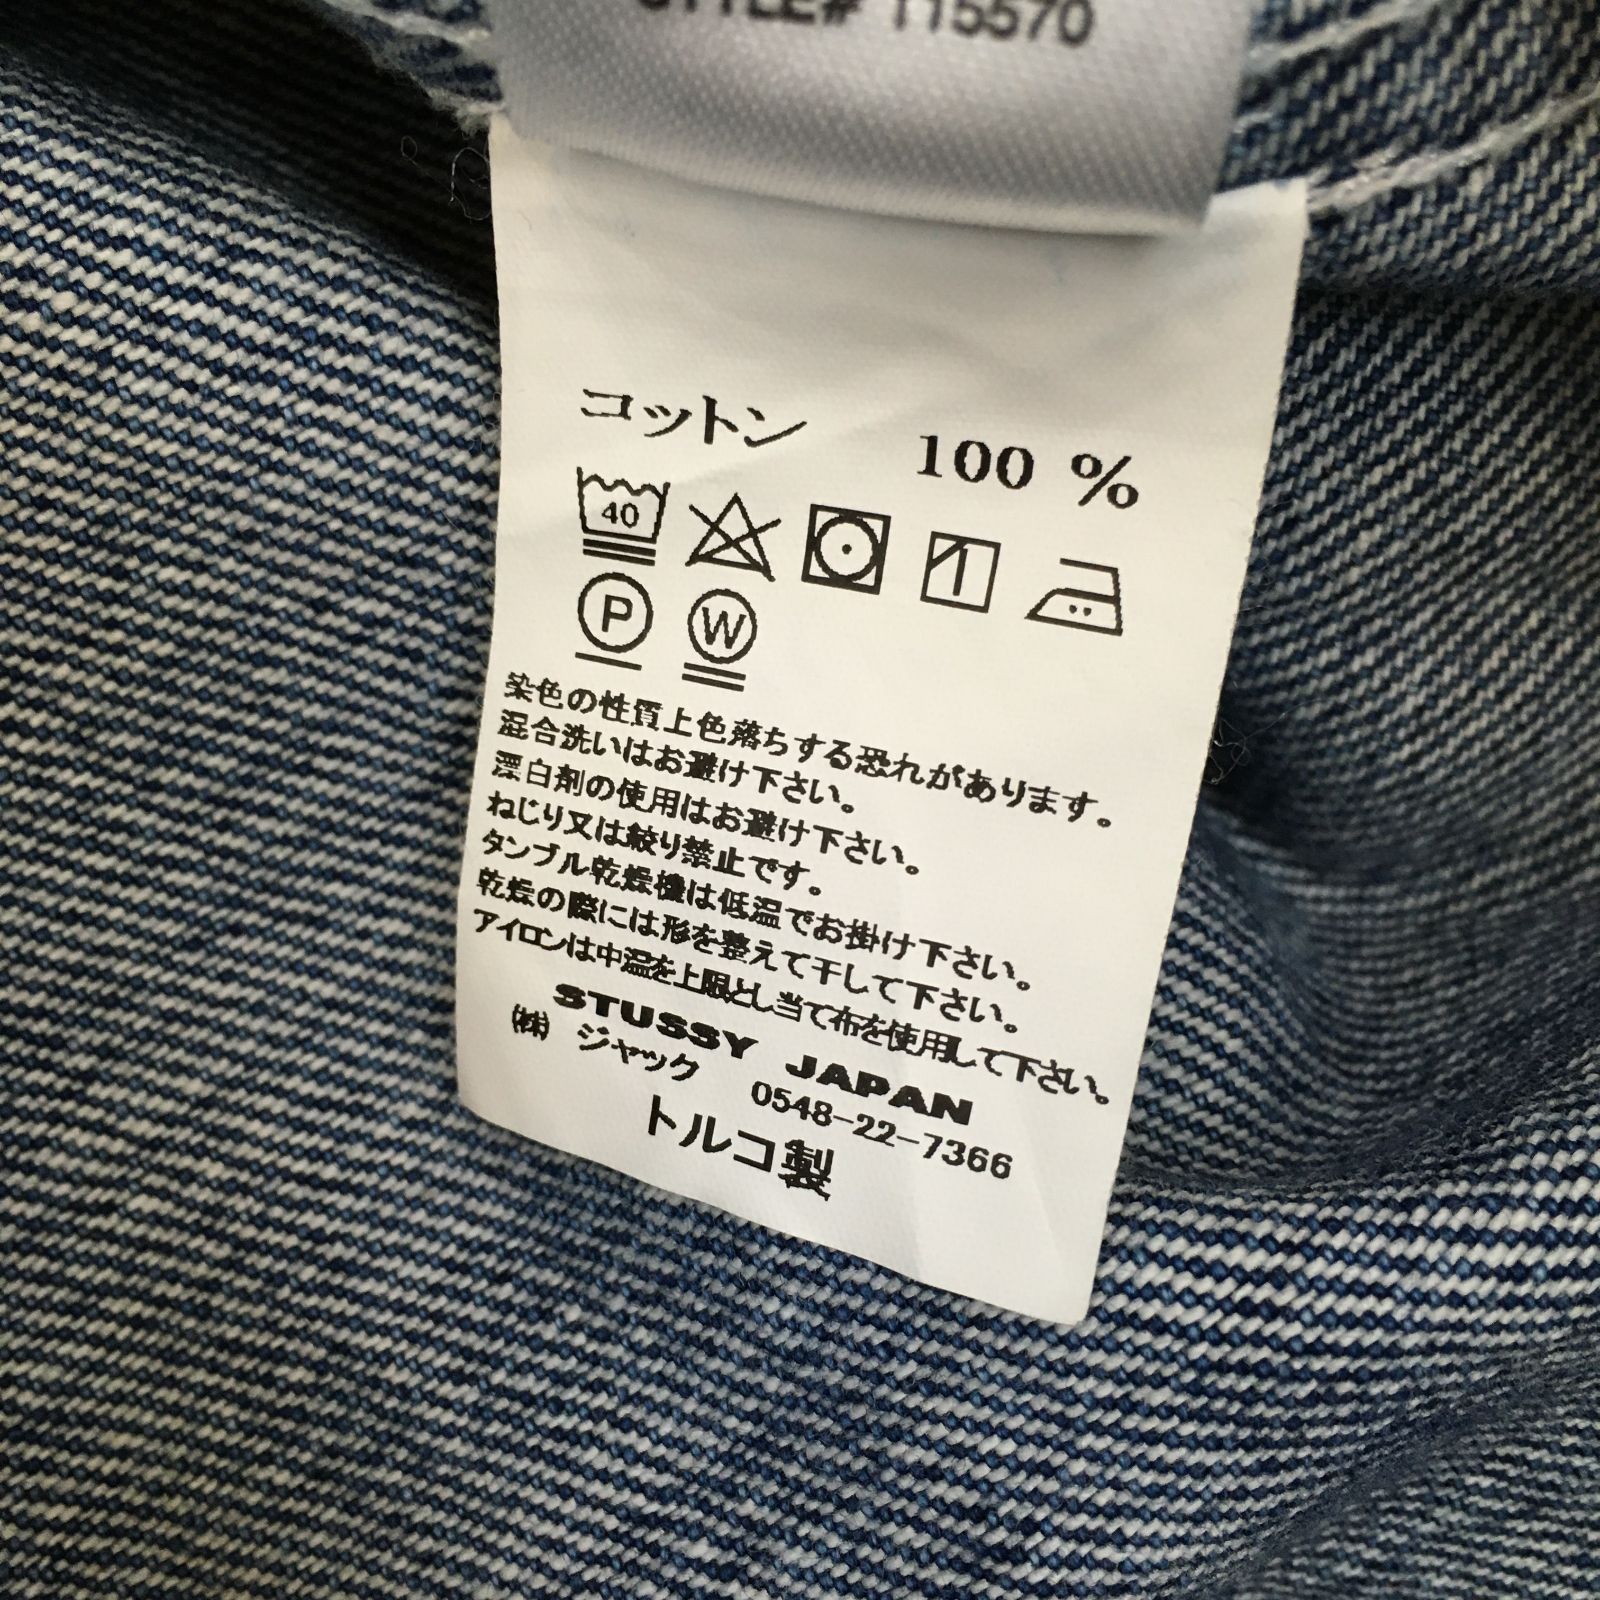 STYLE# 115570
コットン 100 %
40
P W
染色の性質上色落ちする恐れがあります。
混合洗いはお避け下さい。
漂白剤の使用はお避け下さい。
ねじり又は絞り禁止です。
タンブル乾燥機は低温でお掛け下さい。
乾燥の際には形を整えて干して下さい。
アイロンは中温を上限とし当て布を使用して下さい。
STUSSY JAPAN
㈱ ジャック 0548-22-7366
トルコ製